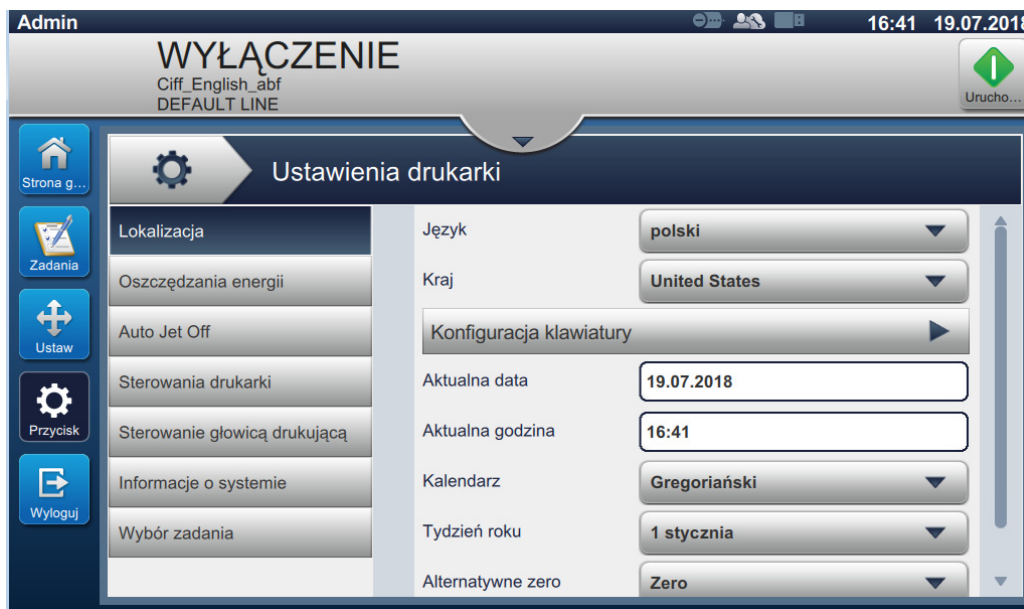 Admin
16:41 19.07.2018
WYŁĄCZENIE
Ciff_English_abf
DEFAULT LINE
Urucho...
Strona g...
Zadania
Ustaw
Przycisk
Wyloguj
Ustawienia drukarki
Lokalizacja
Oszczędzania energii
Auto Jet Off
Sterowania drukarki
Sterowanie głowicą drukującą
Informacje o systemie
Wybór zadania
Język polski
Kraj United States
Konfiguracja klawiatury
Aktualna data 19.07.2018
Aktualna godzina 16:41
Kalendarz Gregoriański
Tydzień roku 1 stycznia
Alternatywne zero Zero